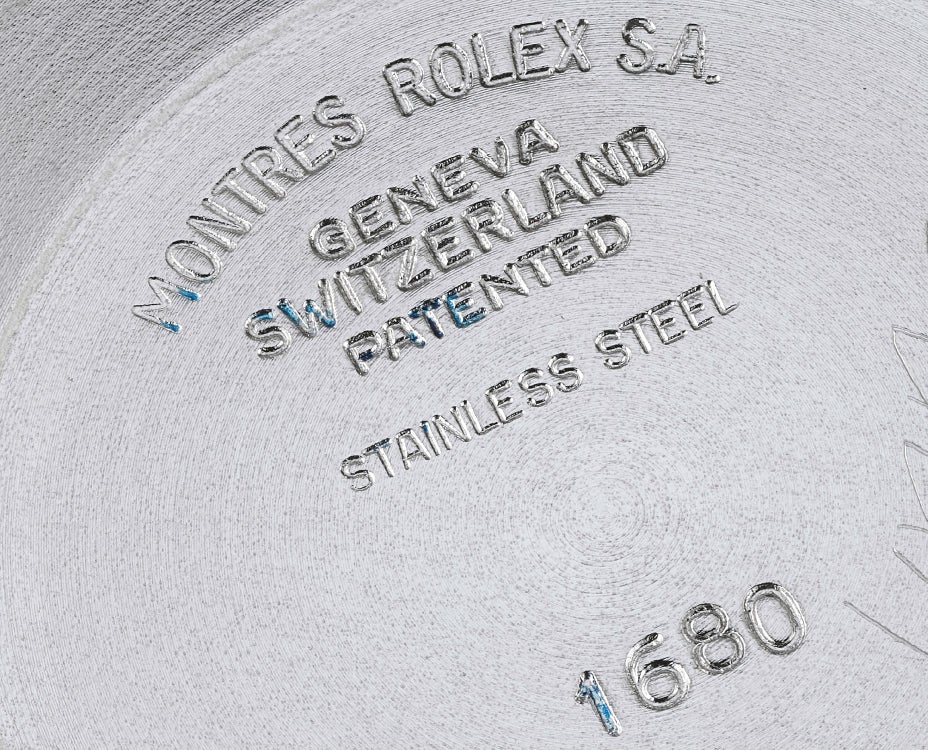 MONTRES ROLEX S.A.
GENEVA
SWITZERLAND
PATENTED
STAINLESS STEEL
1680